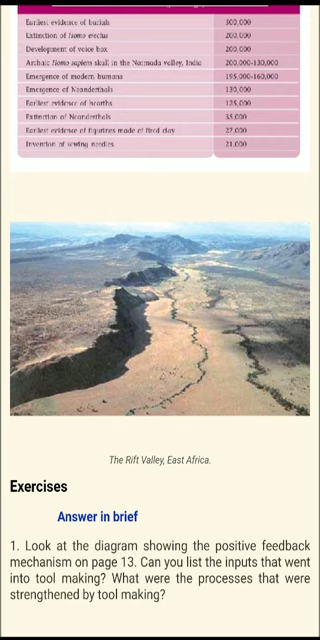 Earliest evidence of burials 300,000
Extinction of Homo erectus 200,000
Development of voice box 200,000
Archaic Homo sapiens skull in the Narmada valley, India 200,000-130,000
Emergence of modern humans 195,000-160,000
Emergence of Neanderthals 130,000
Earliest evidence of hearths 125,000
Extinction of Neanderthals 35,000
Earliest evidence of figurines made of fired clay 27,000
Invention of sewing needles 21,000
The Rift Valley, East Africa.
Exercises
Answer in brief
1. Look at the diagram showing the positive feedback
mechanism on page 13. Can you list the inputs that went
into tool making? What were the processes that were
strengthened by tool making?